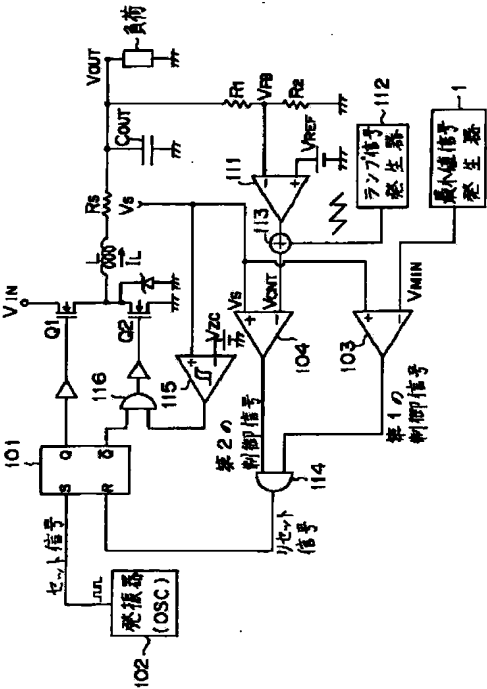 VIN
Q1
Q2
L
IL
RS
VS
COUT
VOUT
負荷
101
S
Q
R
Q̅
116
115
VZC
R1
VFB
R2
VREF
111
113
112
ランプ信号
発生器
1
最小値信号
発生器
VMIN
VS
VCNT
104
103
第2の
制御信号
第1の
制御信号
114
リセット
信号
セット信号
発振器
(OSC)
102